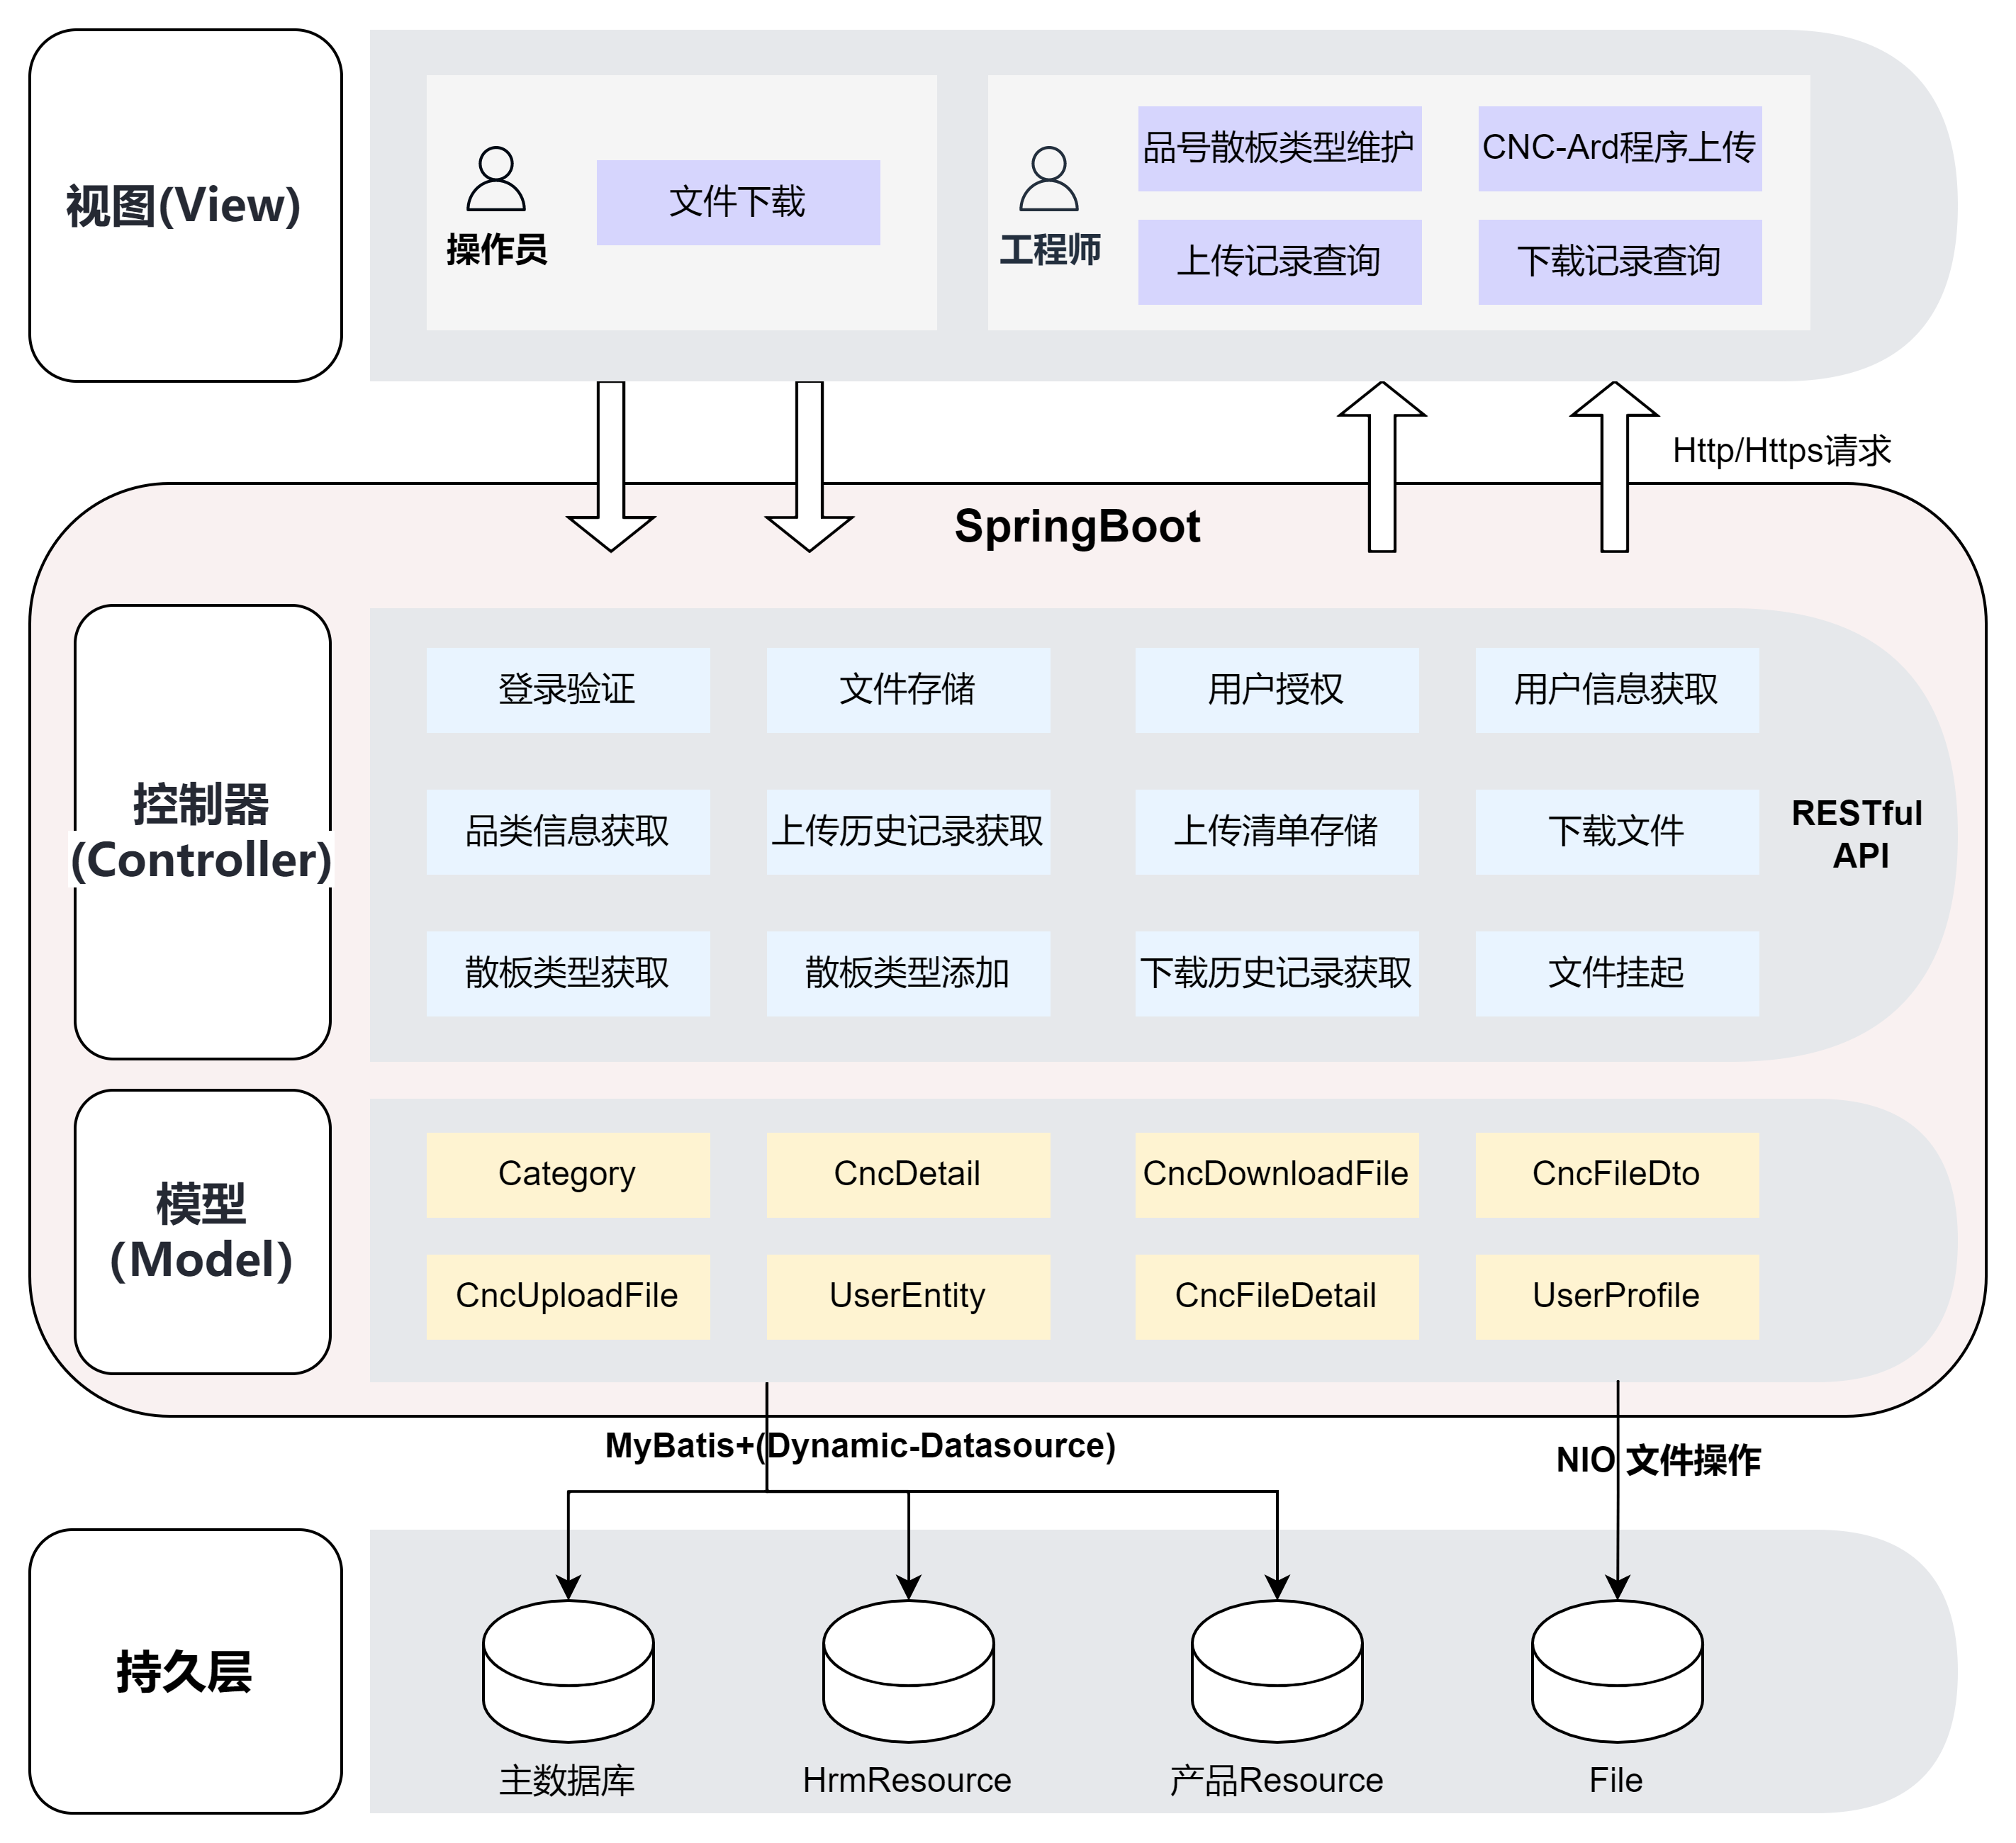 视图(View)
操作员
文件下载
工程师
品号散板类型维护
CNC-Ard程序上传
上传记录查询
下载记录查询
Http/Https请求
SpringBoot
控制器
(Controller)
登录验证
文件存储
用户授权
用户信息获取
品类信息获取
上传历史记录获取
上传清单存储
下载文件
散板类型获取
散板类型添加
下载历史记录获取
文件挂起
RESTful
API
模型
（Model）
Category
CncDetail
CncDownloadFile
CncFileDto
CncUploadFile
UserEntity
CncFileDetail
UserProfile
MyBatis+(Dynamic-Datasource)
NIO 文件操作
持久层
主数据库
HrmResource
产品Resource
File